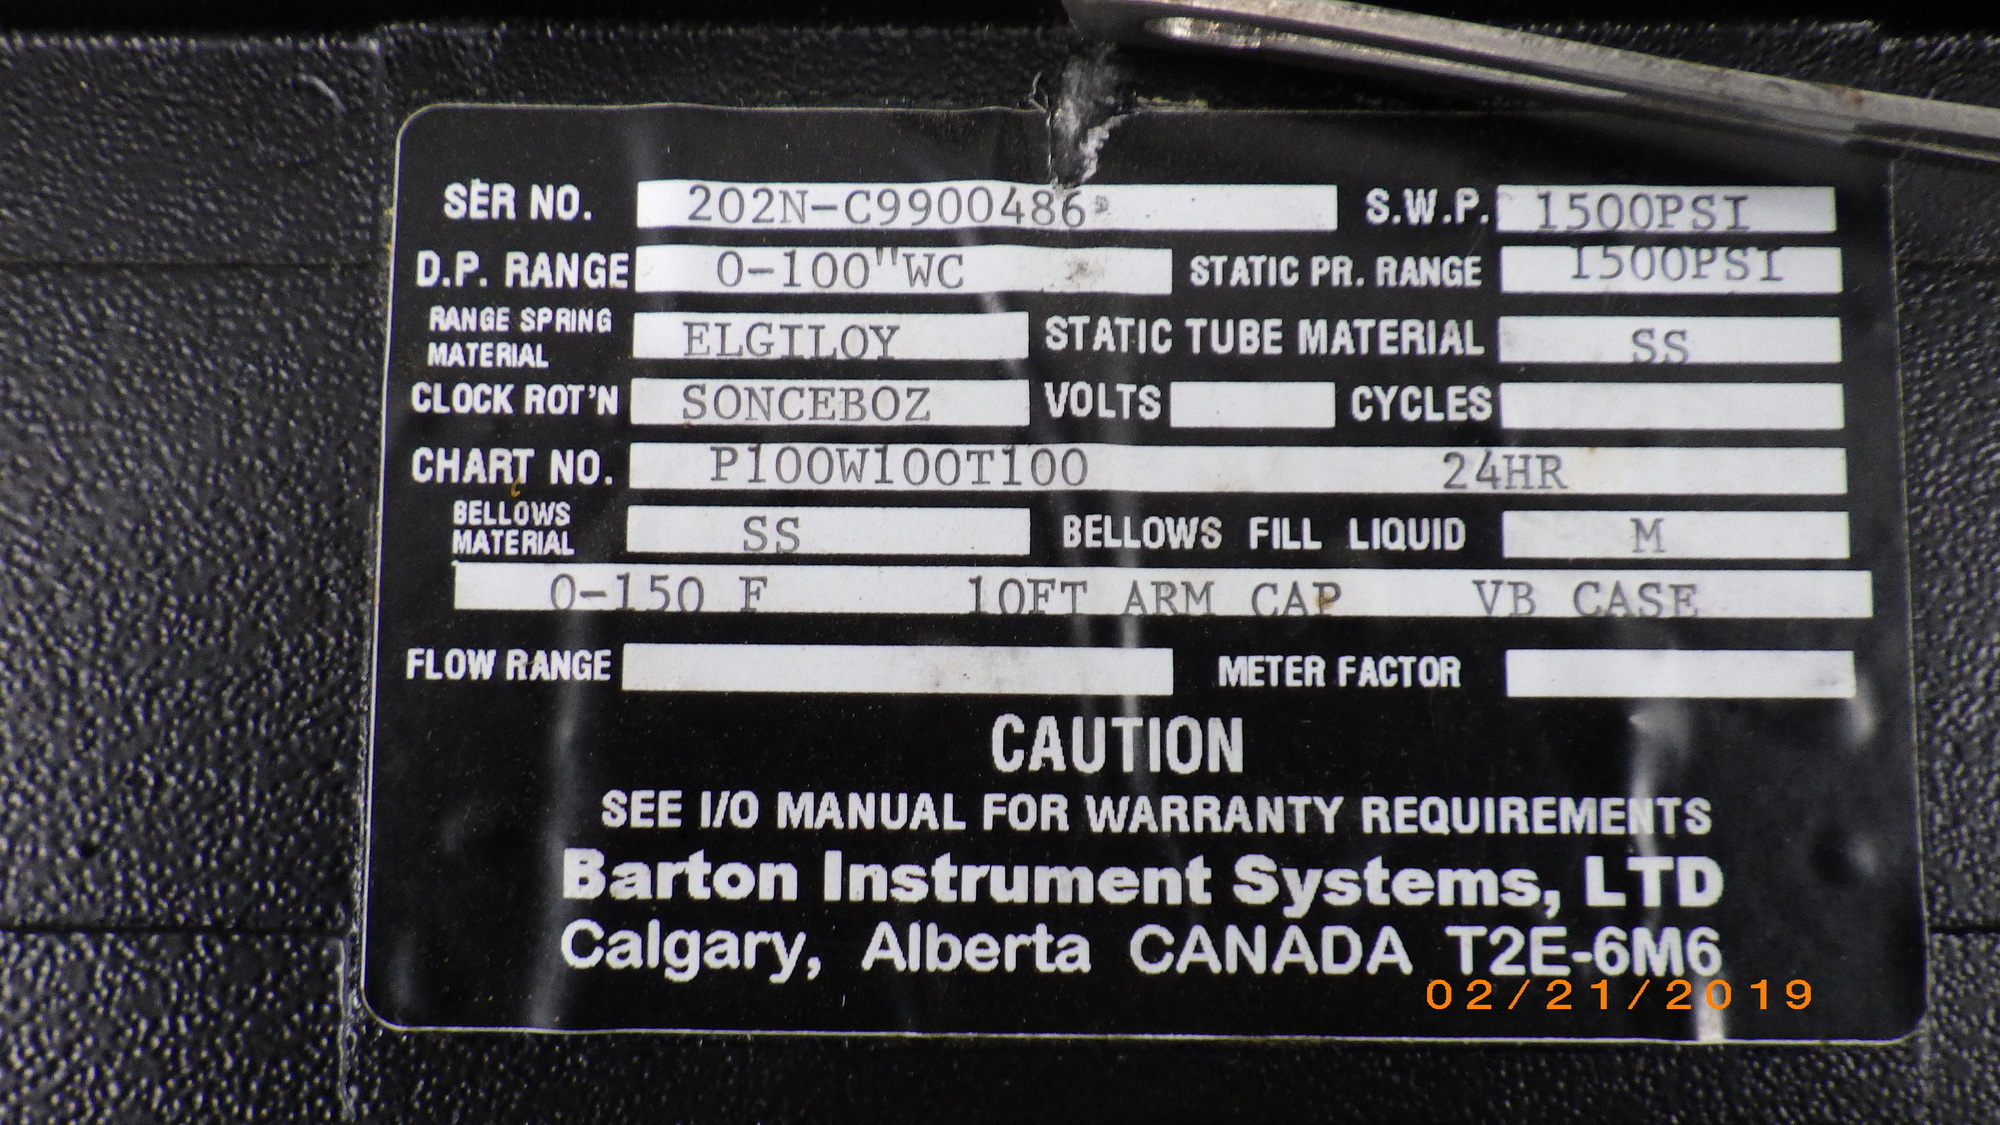 SER NO. 202N-C9900486 S.W.P. 1500PSI
D.P. RANGE 0-100"WC STATIC PR. RANGE 1500PSI
RANGE SPRING MATERIAL ELGILOY STATIC TUBE MATERIAL SS
CLOCK ROT'N SONCEBOZ VOLTS CYCLES
CHART NO. P100W100T100 24HR
BELLOWS MATERIAL SS BELLOWS FILL LIQUID M
0-150 F 10FT ARM CAP VB CASE
FLOW RANGE METER FACTOR
CAUTION
SEE I/O MANUAL FOR WARRANTY REQUIREMENTS
Barton Instrument Systems, LTD
Calgary, Alberta CANADA T2E-6M6
02/21/2019